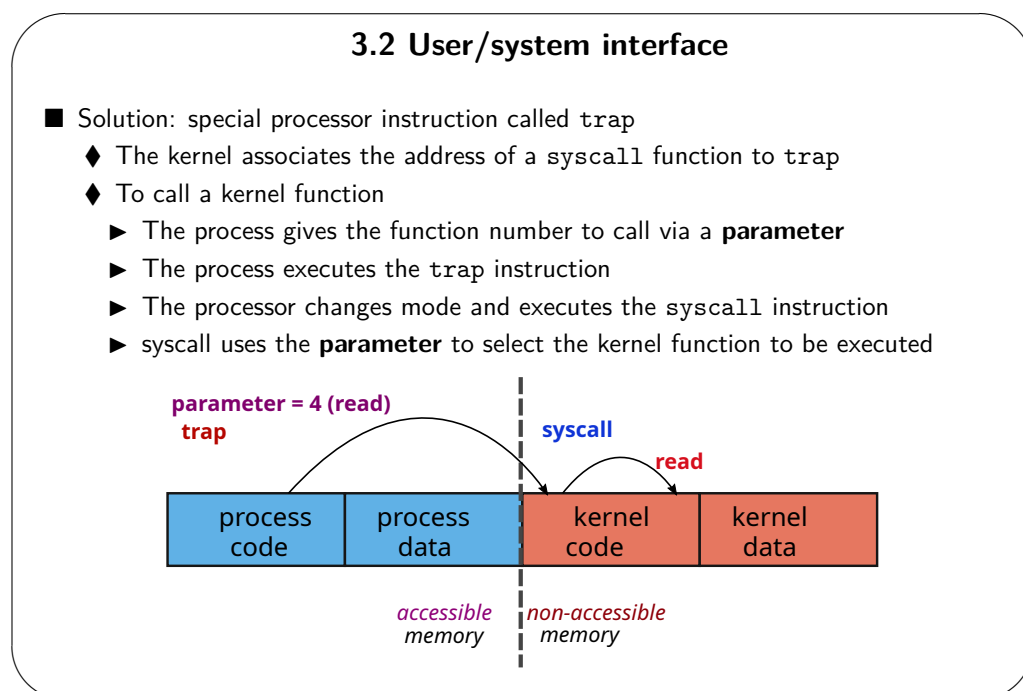 3.2 User/system interface
■ Solution: special processor instruction called trap
♦ The kernel associates the address of a syscall function to trap
♦ To call a kernel function
▶ The process gives the function number to call via a parameter
▶ The process executes the trap instruction
▶ The processor changes mode and executes the syscall instruction
▶ syscall uses the parameter to select the kernel function to be executed
parameter = 4 (read)
trap
syscall
read
process
code
process
data
kernel
code
kernel
data
accessible
memory
non-accessible
memory